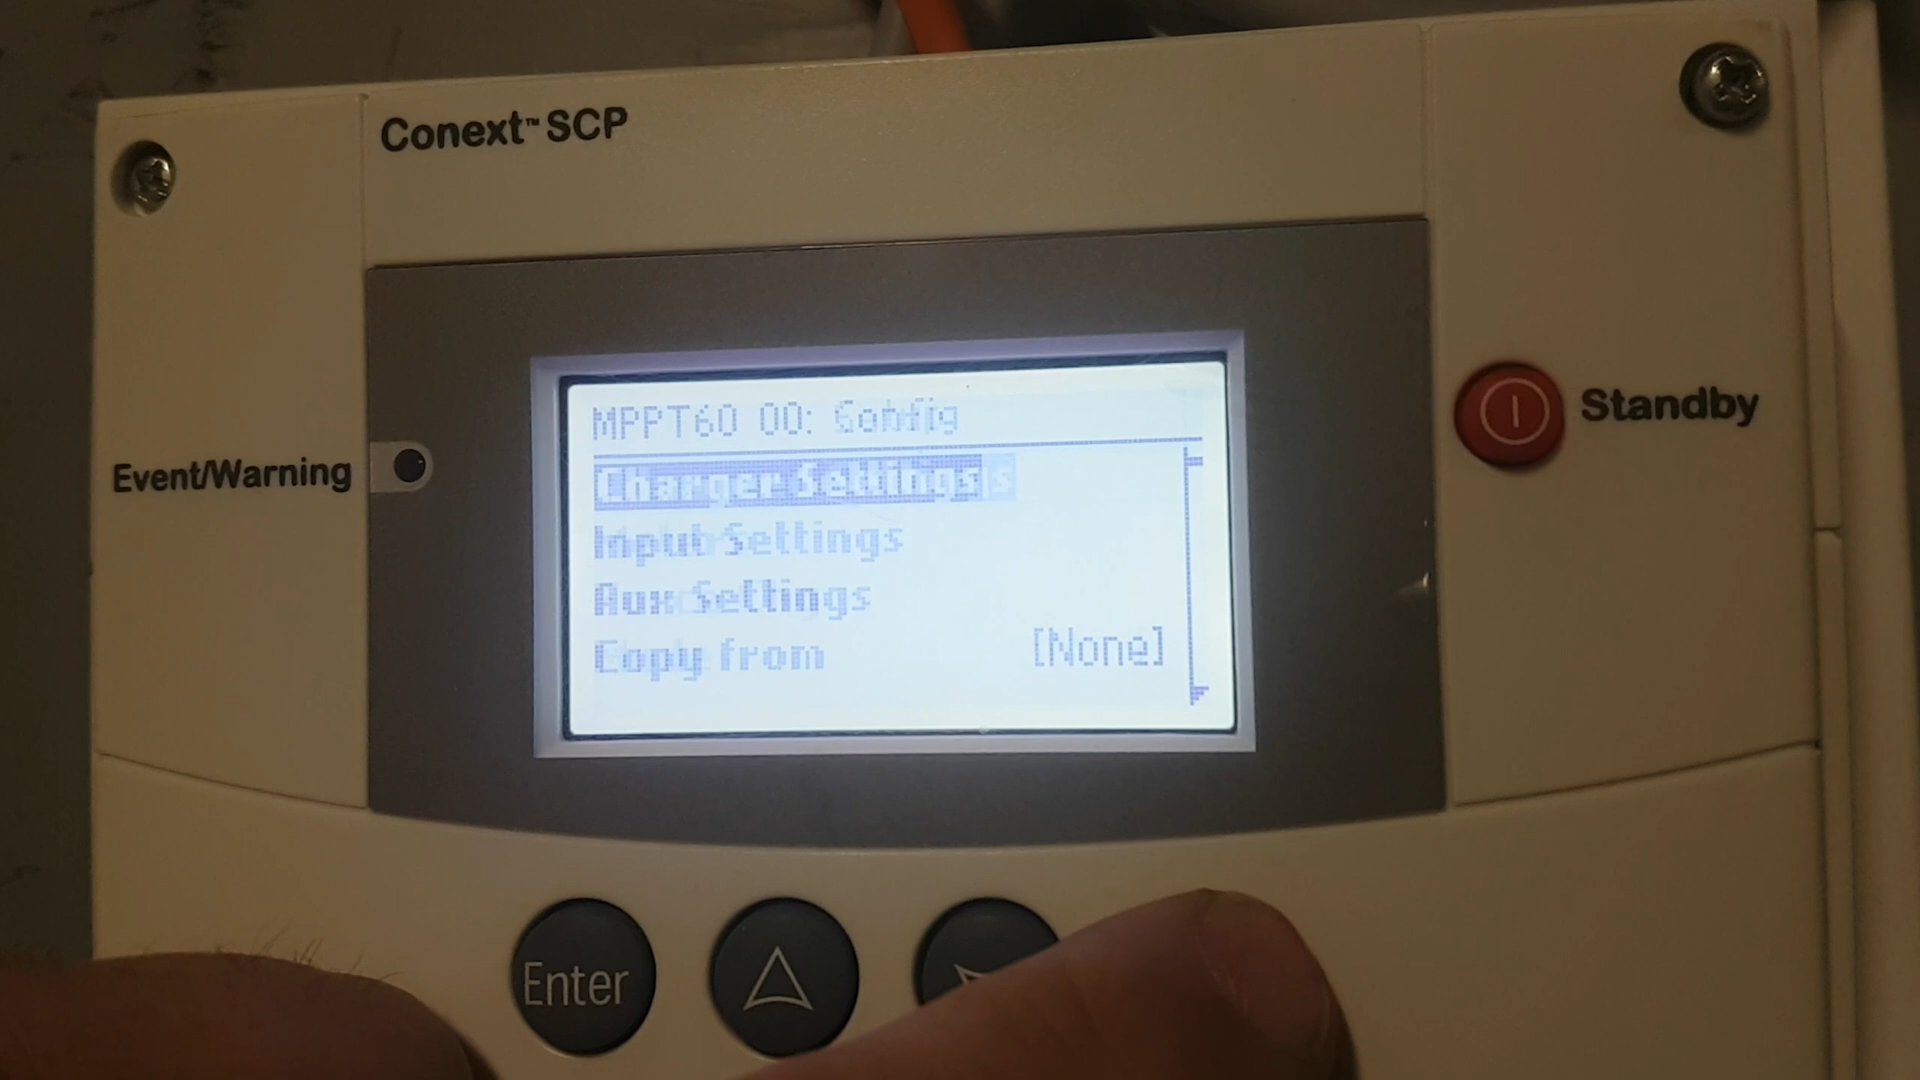 Conext™ SCP
MPPT60 00: Config
Charger Settings
Input Settings
Aux Settings
Copy from [None]
Event/Warning
Standby
Enter